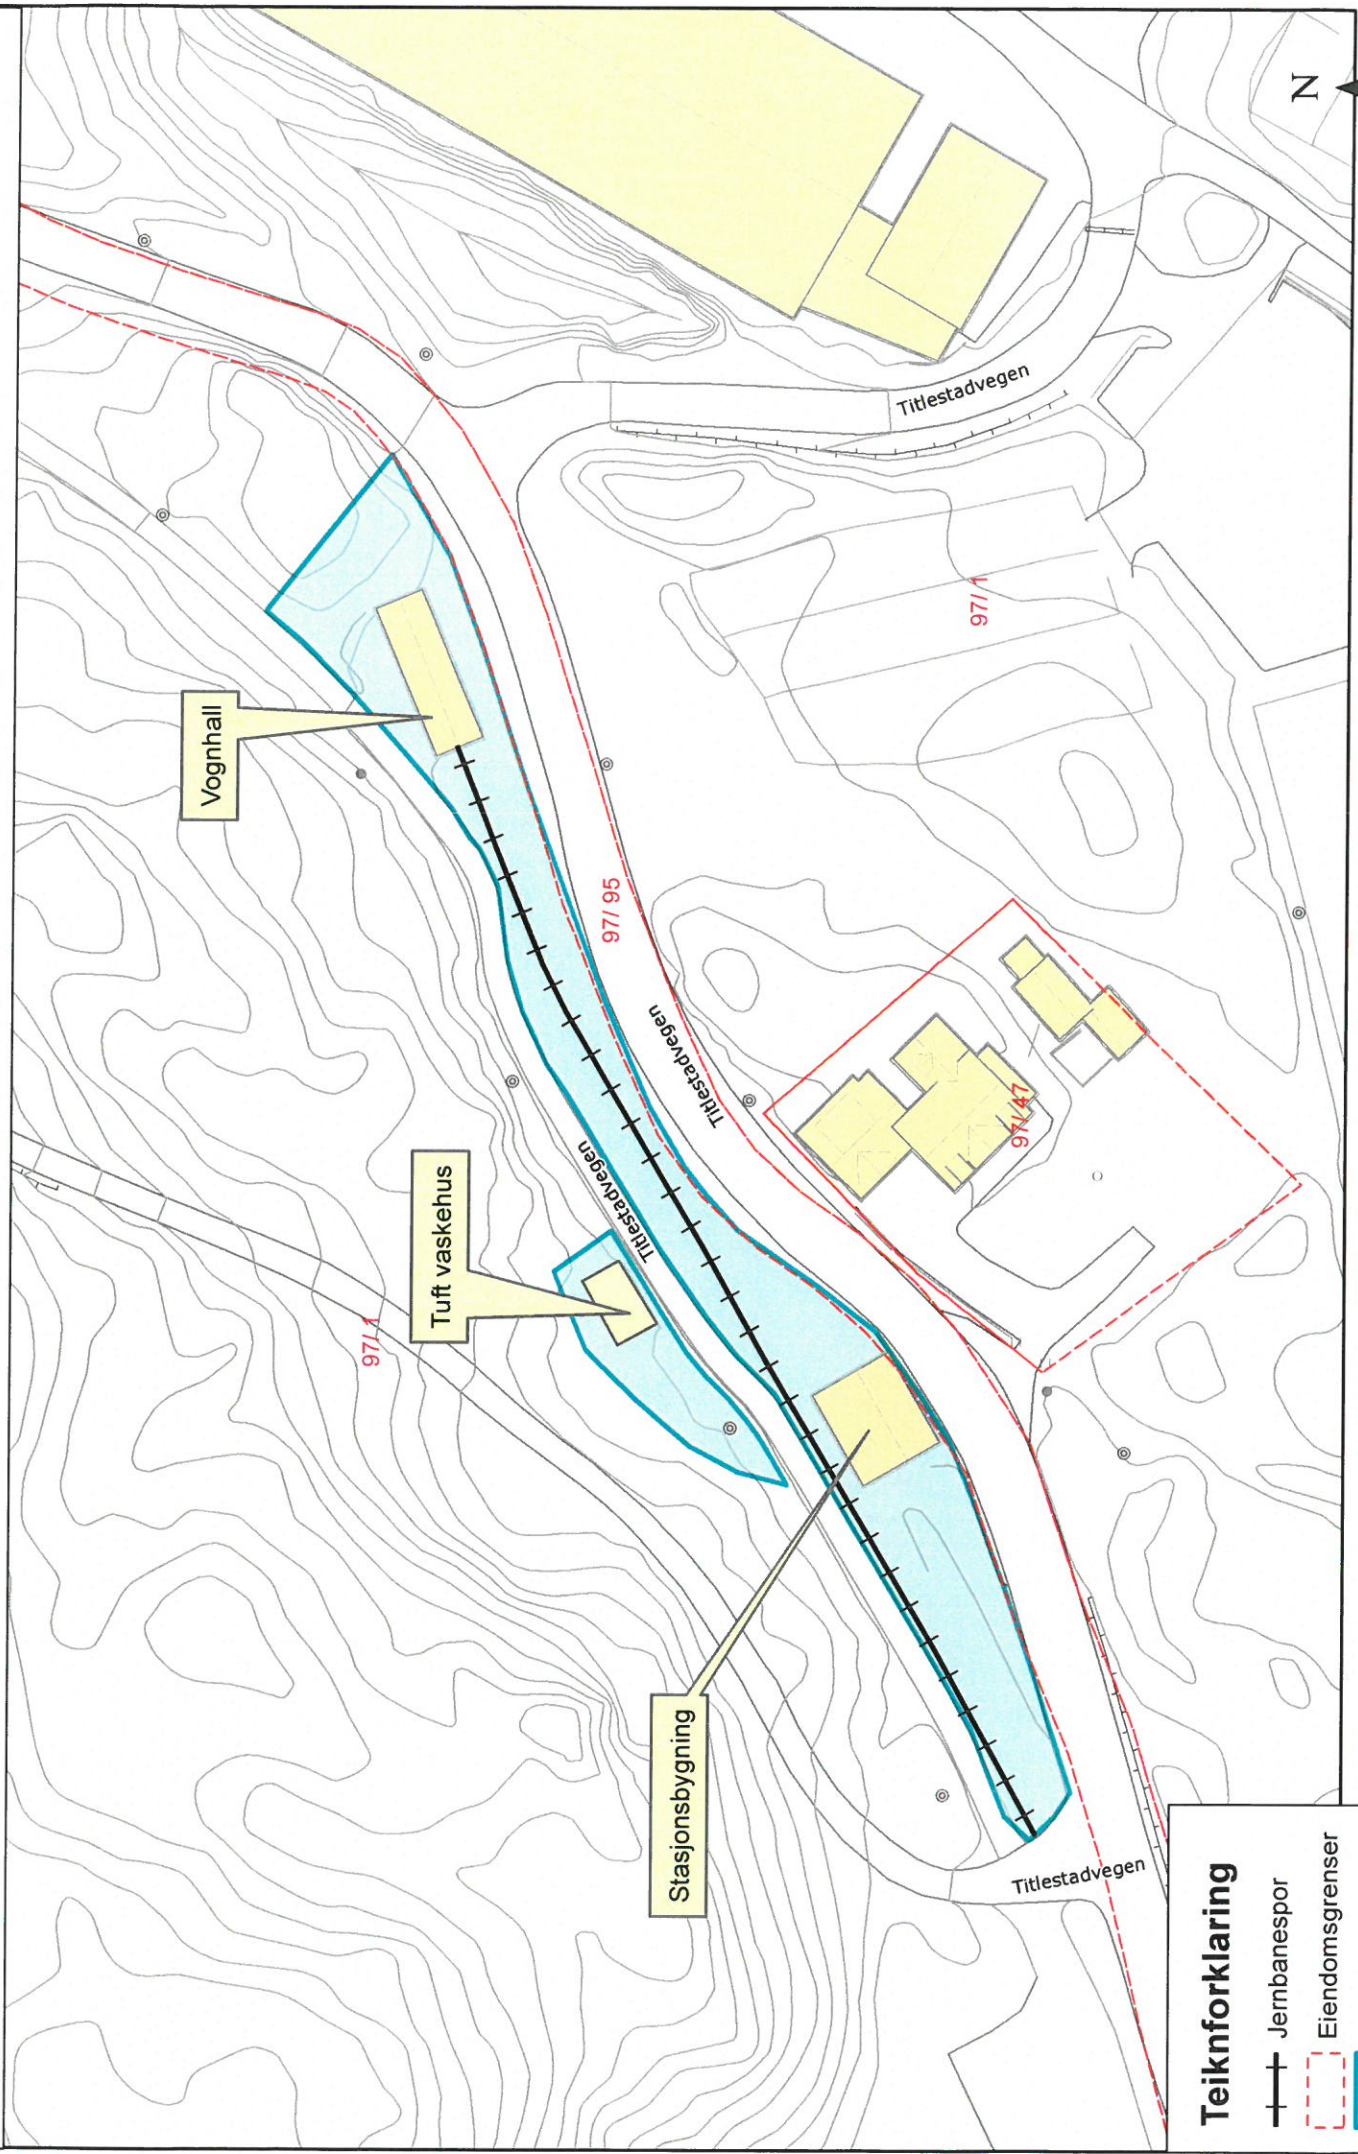 Vognhall
Tuft vaskehus
Stasjonsbygning
Titlestadvegen
Titlestadvegen
Titlestadvegen
Titlestadvegen
97/ 1
97/ 95
97/ 1
97/ 47
N
Teiknforklaring
Jernbanespor
Eiendomsgrenser